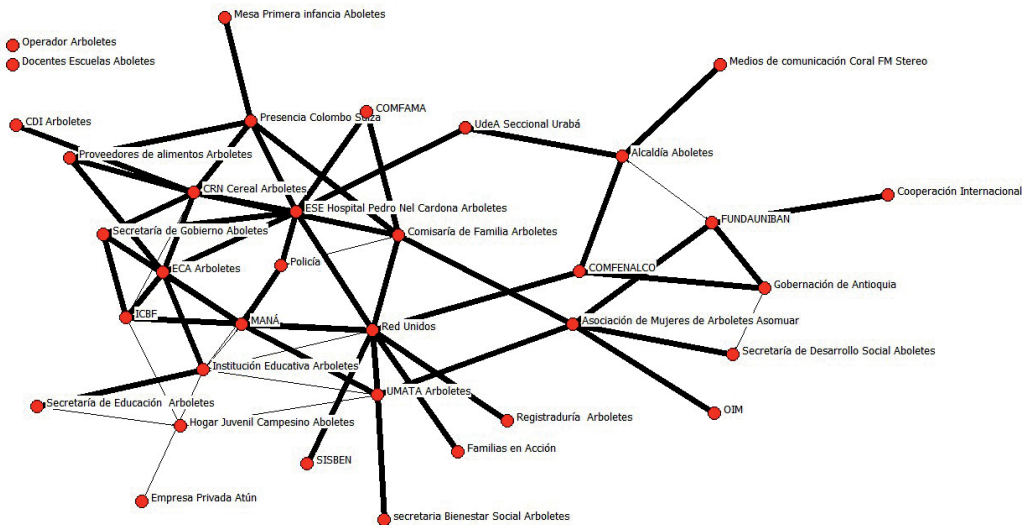 Mesa Primera infancia Aboletes
Operador Arboletes
Docentes Escuelas Aboletes
Medios de comunicación Coral FM Stereo
COMFAMA
Presencia Colombo Suiza
CDI Arboletes
UdeA Seccional Urabá
Proveedores de alimentos Arboletes
Alcaldía Aboletes
CRN Cereal Arboletes
Cooperación Internacional
ESE Hospital Pedro Nel Cardona Arboletes
FUNDAUNIBAN
Secretaría de Gobierno Aboletes
Comisaría de Familia Arboletes
Policía
ECA Arboletes
COMFENALCO
Gobernación de Antioquia
ICBF
MANÁ
Red Unidos
Asociación de Mujeres de Arboletes Asomuar
Secretaría de Desarrollo Social Aboletes
Institución Educativa Arboletes
UMATA Arboletes
Secretaría de Educación  Arboletes
OIM
Registraduría  Arboletes
Hogar Juvenil Campesino Aboletes
Familias en Acción
SISBEN
Empresa Privada Atún
secretaria Bienestar Social Arboletes